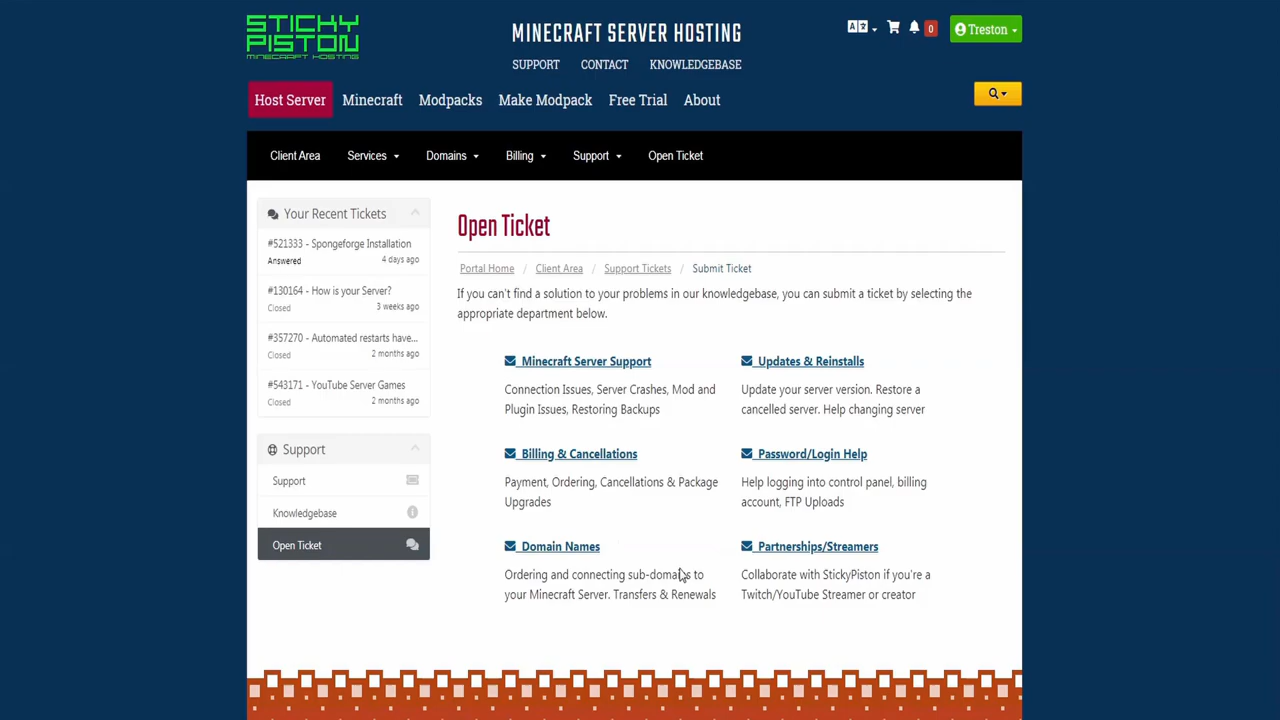 STICKY
PISTON
MINECRAFT HOSTING
MINECRAFT SERVER HOSTING
SUPPORT CONTACT KNOWLEDGEBASE
0
Treston
Host Server Minecraft Modpacks Make Modpack Free Trial About
Client Area Services Domains Billing Support Open Ticket
Your Recent Tickets
#521333 - Spongeforge Installation
Answered 4 days ago
#130164 - How is your Server?
Closed 3 weeks ago
#357270 - Automated restarts have...
Closed 2 months ago
#543171 - YouTube Server Games
Closed 2 months ago
Support
Support
Knowledgebase
Open Ticket
Open Ticket
Portal Home / Client Area / Support Tickets / Submit Ticket
If you can't find a solution to your problems in our knowledgebase, you can submit a ticket by selecting the
appropriate department below.
Minecraft Server Support
Connection Issues, Server Crashes, Mod and
Plugin Issues, Restoring Backups
Updates & Reinstalls
Update your server version. Restore a
cancelled server. Help changing server
Billing & Cancellations
Payment, Ordering, Cancellations & Package
Upgrades
Password/Login Help
Help logging into control panel, billing
account, FTP Uploads
Domain Names
Ordering and connecting sub-domains to
your Minecraft Server. Transfers & Renewals
Partnerships/Streamers
Collaborate with StickyPiston if you're a
Twitch/YouTube Streamer or creator